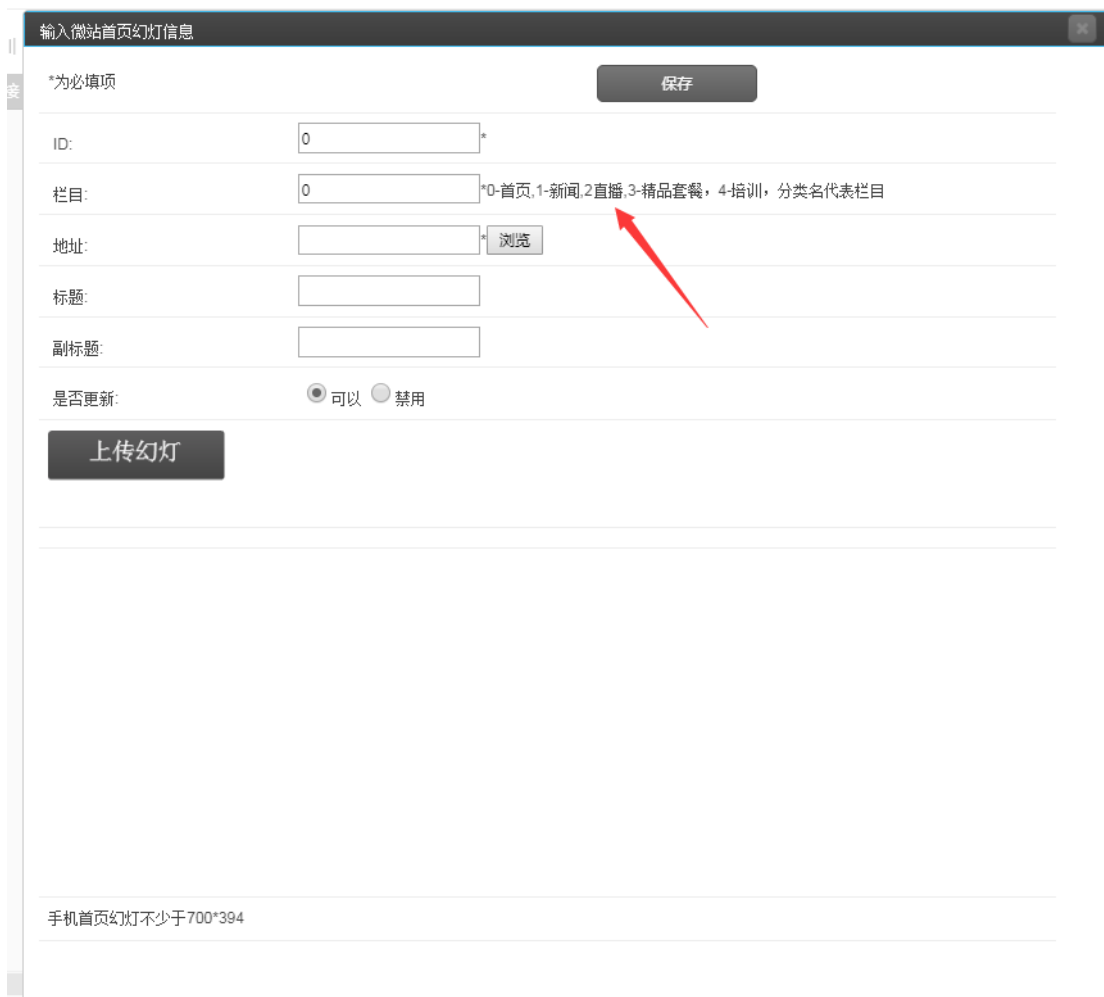 输入微站首页幻灯信息
接
*为必填项 保存
ID: 0 *
栏目: 0 *0-首页,1-新闻,2直播,3-精品套餐，4-培训，分类名代表栏目
地址: * 浏览
标题:
副标题:
是否更新: 可以 禁用
上传幻灯
手机首页幻灯不少于700*394